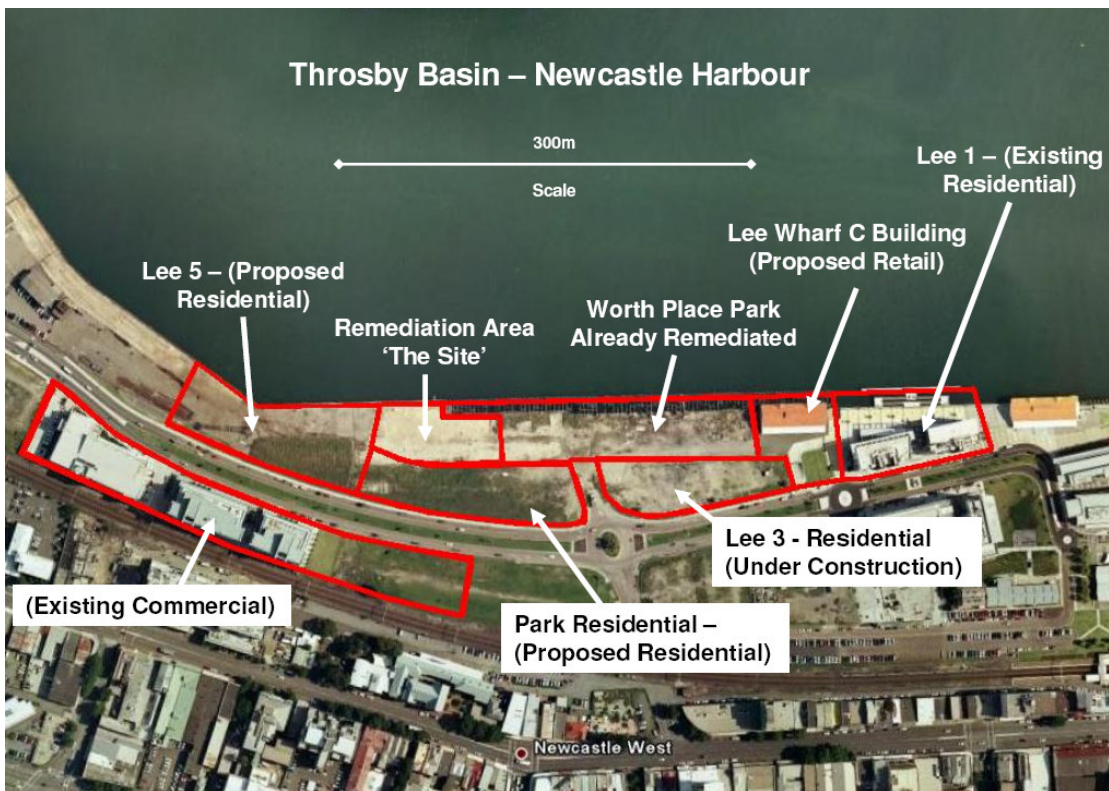 Throsby Basin – Newcastle Harbour
300m
Scale
Lee 1 – (Existing
Residential)
Lee Wharf C Building
(Proposed Retail)
Lee 5 – (Proposed
Residential)
Remediation Area
‘The Site’
Worth Place Park
Already Remediated
Lee 3 - Residential
(Under Construction)
(Existing Commercial)
Park Residential –
(Proposed Residential)
Newcastle West